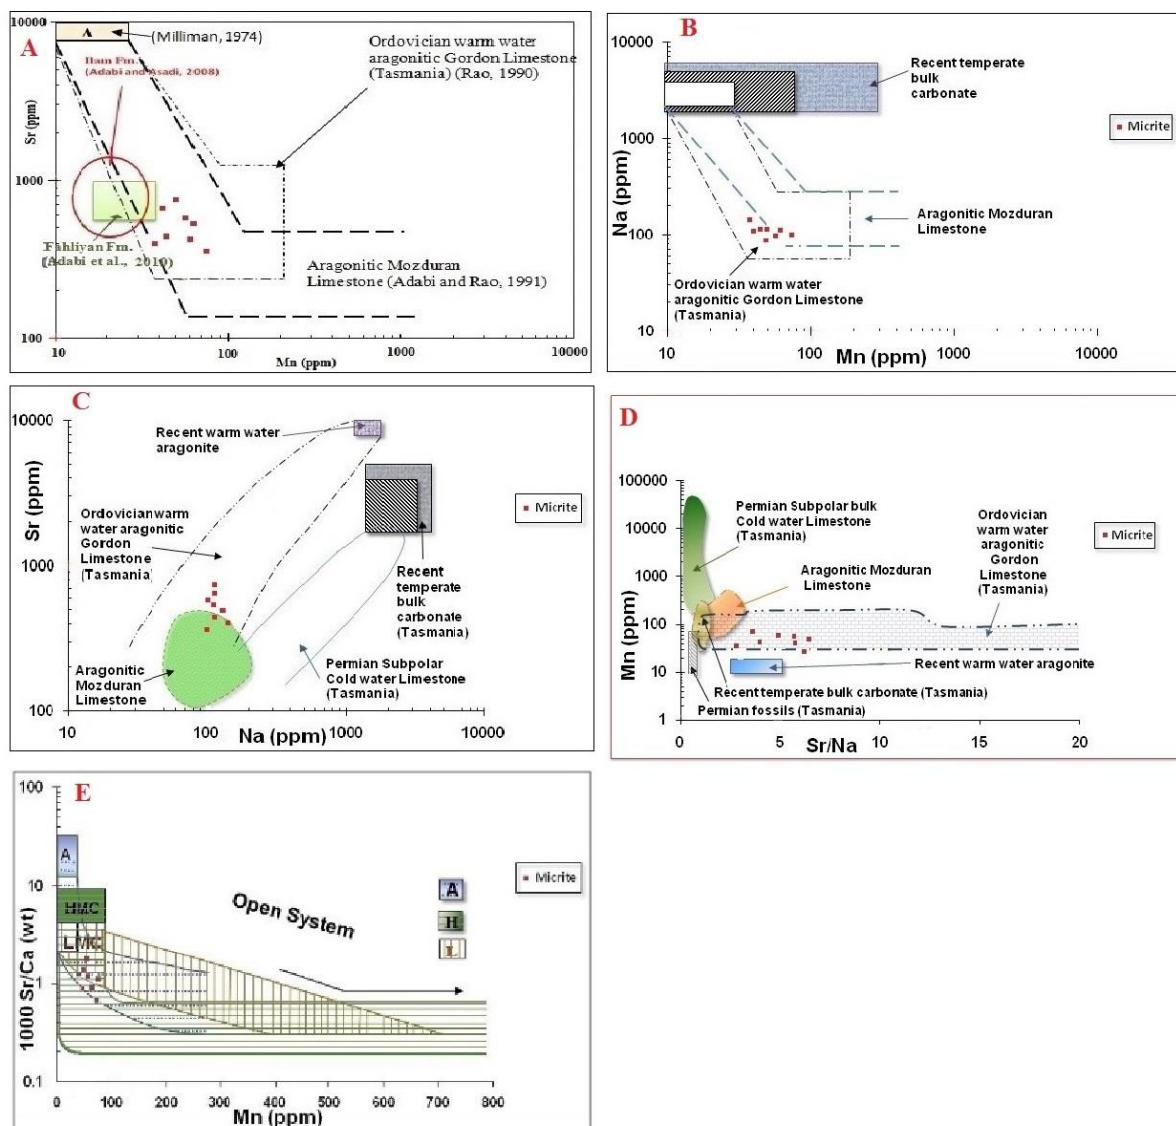 A
10000
A
(Milliman, 1974)
Ilam Fm.
(Adabi and Asadi, 2008)
Ordovician warm water
aragonitic Gordon Limestone
(Tasmania) (Rao, 1990)
Sr (ppm)
1000
Fahliyan Fm.
(Adabi et al., 2010)
Aragonitic Mozduran
Limestone (Adabi and Rao, 1991)
100
10
100
1000
10000
Mn (ppm)
B
10000
Recent temperate
bulk
carbonate
1000
Micrite
Na (ppm)
100
Aragonitic Mozduran
Limestone
Ordovician warm water
aragonitic Gordon Limestone
(Tasmania)
10
10
100
1000
10000
Mn (ppm)
C
10000
Recent warm water
aragonite
Sr (ppm)
Micrite
Ordovician warm
water aragonitic
Gordon
Limestone
(Tasmania)
1000
Recent
temperate
bulk
carbonate
(Tasmania)
Aragonitic
Mozduran
Limestone
Permian Subpolar
Cold water Limestone
(Tasmania)
100
10
100
1000
10000
Na (ppm)
D
100000
Permian Subpolar bulk
Cold water Limestone
(Tasmania)
Ordovician
warm water
aragonitic
Gordon
Limestone
(Tasmania)
Micrite
10000
1000
Aragonitic Mozduran
Limestone
Mn (ppm)
100
10
Recent warm water aragonite
Recent temperate bulk carbonate (Tasmania)
Permian fossils (Tasmania)
1
0
5
10
15
20
Sr/Na
E
100
A
10
HMC
LMC
Open System
A
H
L
Micrite
1000 Sr/Ca (wt)
1
0.1
0
100
200
300
400
500
600
700
800
Mn (ppm)